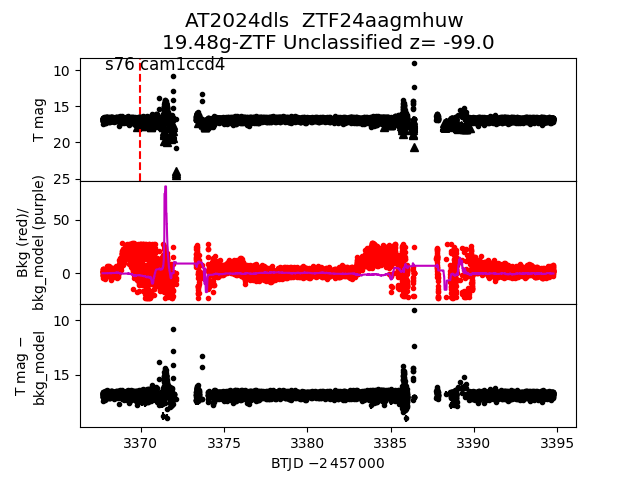 AT2024dls  ZTF24aagmhuw
19.48g-ZTF Unclassified z= -99.0
s76 cam1ccd4
T mag
10
15
20
25
Bkg (red)/
bkg_model (purple)
50
0
T mag −
bkg_model
10
15
3370
3375
3380
3385
3390
3395
BTJD −2 457 000